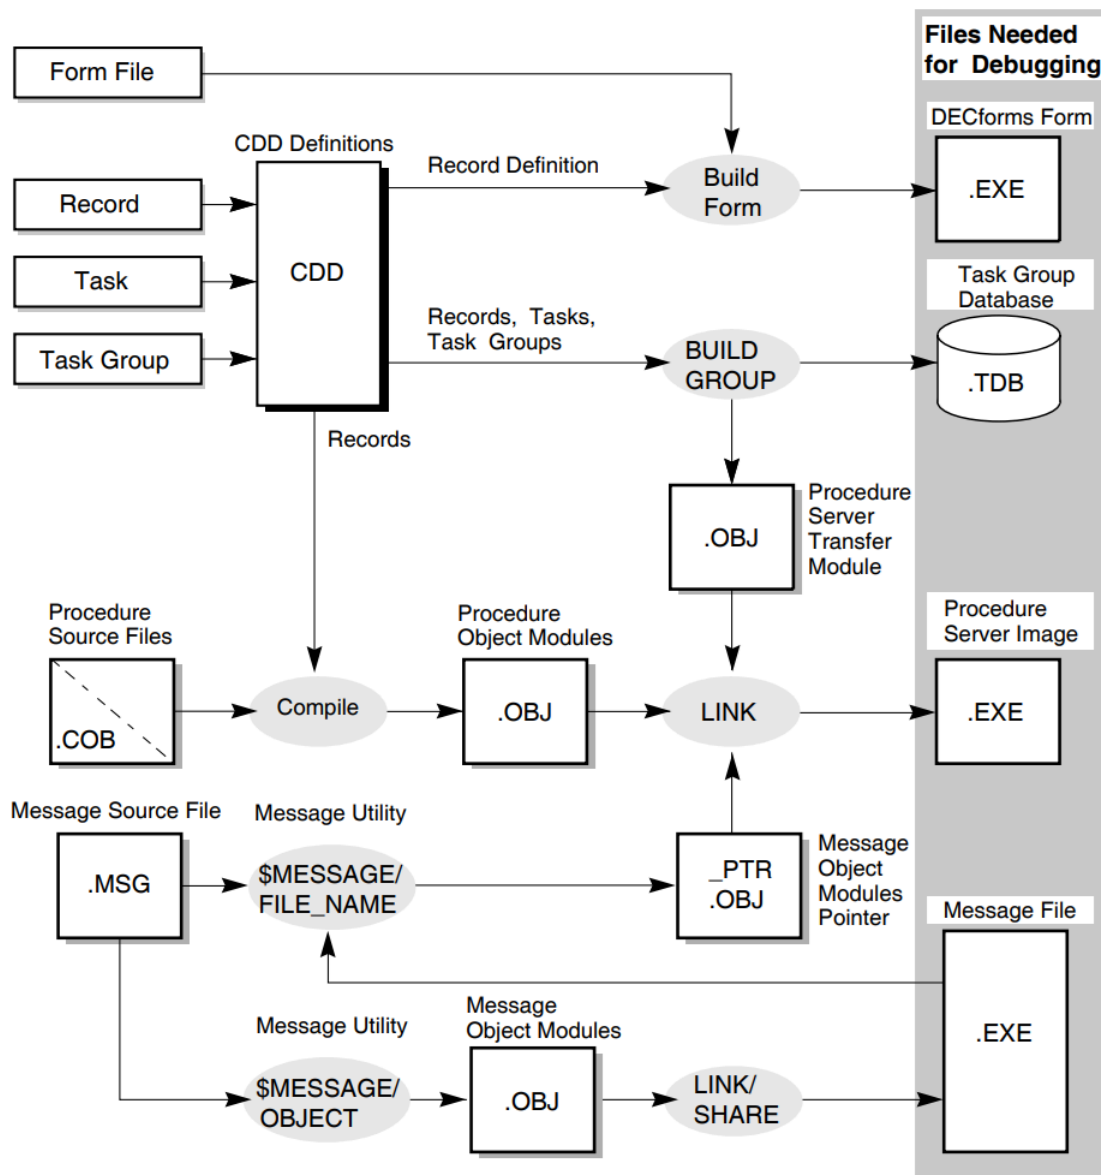 Files Needed
for Debugging
Form File
DECforms Form
CDD Definitions
Record Definition
Build
Form
.EXE
Record
Task
CDD
Task Group
Database
Records, Tasks,
Task Groups
Task Group
BUILD
GROUP
.TDB
Records
.OBJ
Procedure
Server
Transfer
Module
Procedure
Source Files
Procedure
Object Modules
Procedure
Server Image
.COB
Compile
.OBJ
LINK
.EXE
Message Source File
Message Utility
.MSG
$MESSAGE/
FILE_NAME
_PTR
.OBJ
Message
Object
Modules
Pointer
Message File
Message Utility
Message
Object Modules
.EXE
$MESSAGE/
OBJECT
.OBJ
LINK/
SHARE